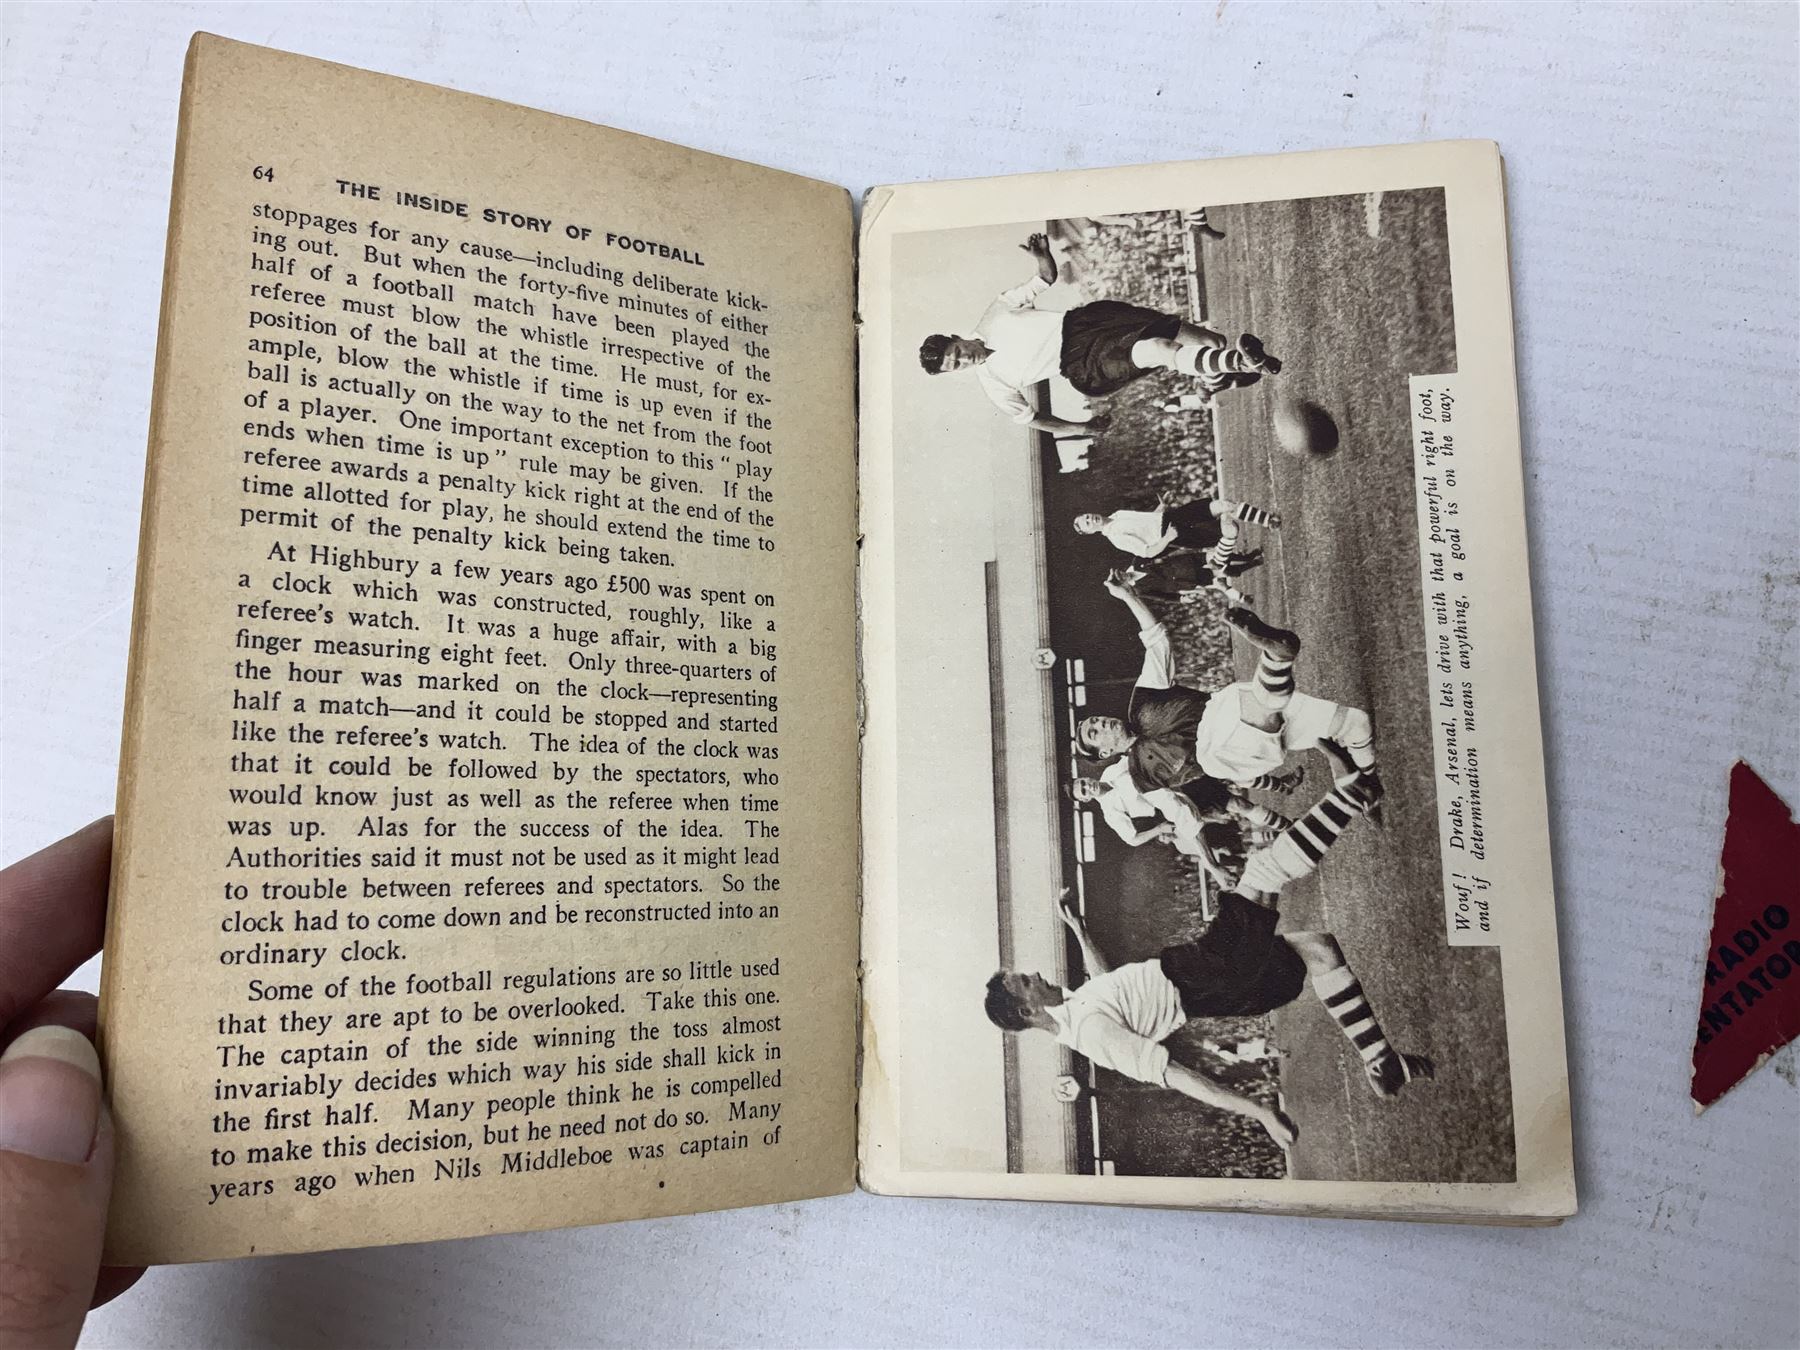 64
THE INSIDE STORY OF FOOTBALL
stoppages for any cause—including deliberate kick-
ing out. But when the forty-five minutes of either
half of a football match have been played the
referee must blow the whistle irrespective of the
position of the ball at the time. He must, for ex-
ample, blow the whistle if time is up even if the
ball is actually on the way to the net from the foot
of a player. One important exception to this "play
ends when time is up" rule may be given. If the
referee awards a penalty kick right at the end of the
time allotted for play, he should extend the time to
permit of the penalty kick being taken.
At Highbury a few years ago £500 was spent on
a clock which was constructed, roughly, like a
referee's watch. It was a huge affair, with a big
finger measuring eight feet. Only three-quarters of
the hour was marked on the clock—representing
half a match—and it could be stopped and started
like the referee's watch. The idea of the clock was
that it could be followed by the spectators, who
would know just as well as the referee when time
was up. Alas for the success of the idea. The
Authorities said it must not be used as it might lead
to trouble between referees and spectators. So the
clock had to come down and be reconstructed into an
ordinary clock.
Some of the football regulations are so little used
that they are apt to be overlooked. Take this one.
The captain of the side winning the toss almost
invariably decides which way his side shall kick in
the first half. Many people think he is compelled
to make this decision, but he need not do so. Many
years ago when Nils Middleboe was captain of
Wouf! Drake, Arsenal, lets drive with that powerful right foot,
and if determination means anything, a goal is on the way.
RADIO
ENTATOR